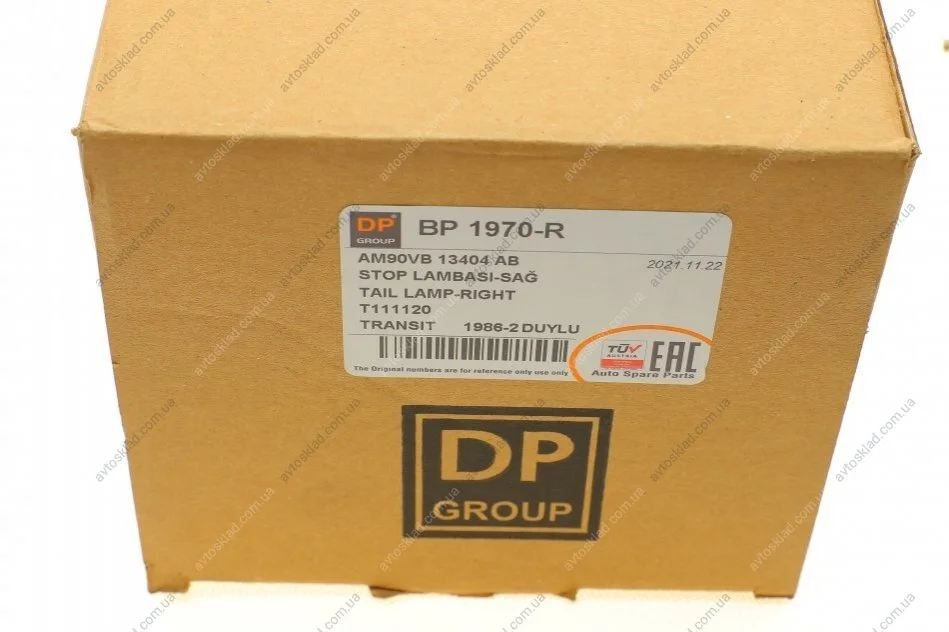 DP
GROUP
BP 1970-R
AM90VB 13404 AB
2021.11.22
STOP LAMBASI-SAĞ
TAIL LAMP-RIGHT
T111120
TRANSIT 1986-2 DUYLU
TÜV
AUSTRIA
EAC
Auto Spare Parts
The Original numbers are for reference only use only
DP
GROUP
avtosklad.com.ua